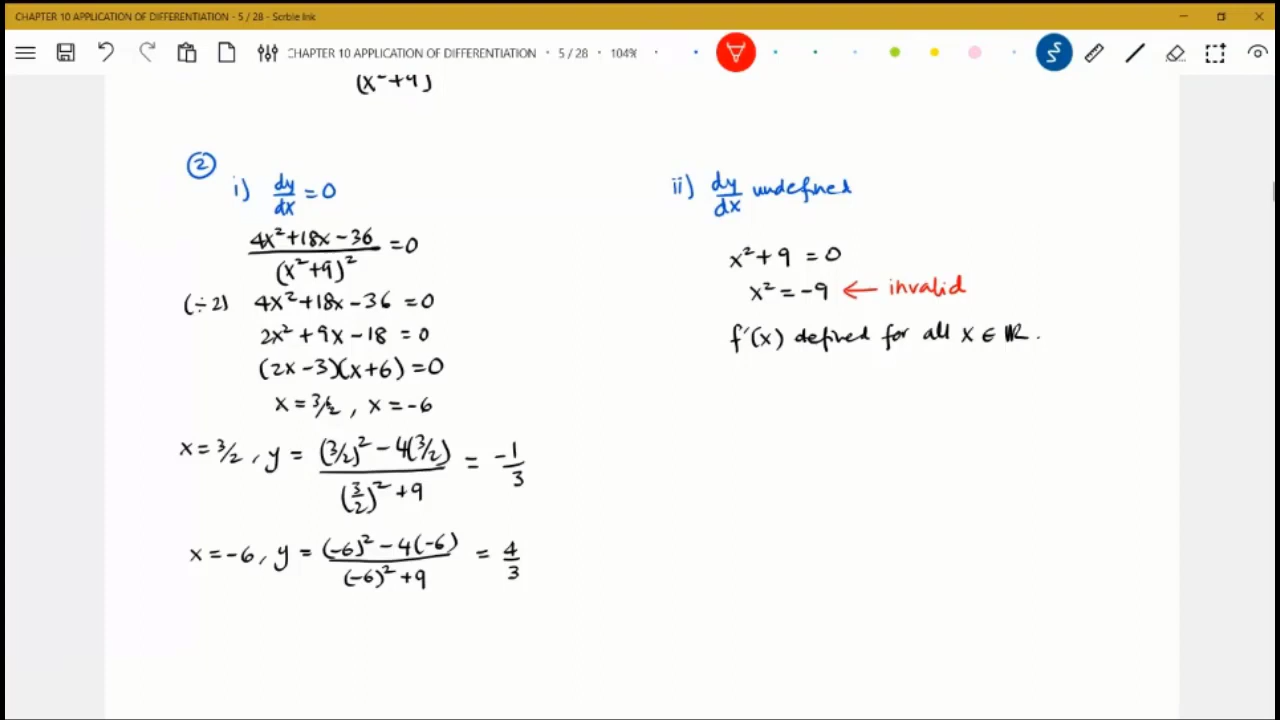 CHAPTER 10 APPLICATION OF DIFFERENTIATION - 5 / 28 - Scrble Ink
CHAPTER 10 APPLICATION OF DIFFERENTIATION • 5 / 28 • 104%
(x²+9)
②
i) dy/dx = 0
(4x²+18x-36)/(x²+9)² = 0
(÷2) 4x²+18x-36 = 0
2x²+9x-18 = 0
(2x-3)(x+6) = 0
x = 3/2, x = -6
x = 3/2, y = ((3/2)² - 4(3/2))/((3/2)² + 9) = -1/3
x = -6, y = ((-6)² - 4(-6))/((-6)² + 9) = 4/3
ii) dy/dx undefined
x²+9 = 0
x² = -9 ← invalid
f'(x) defined for all x ∈ ℝ.